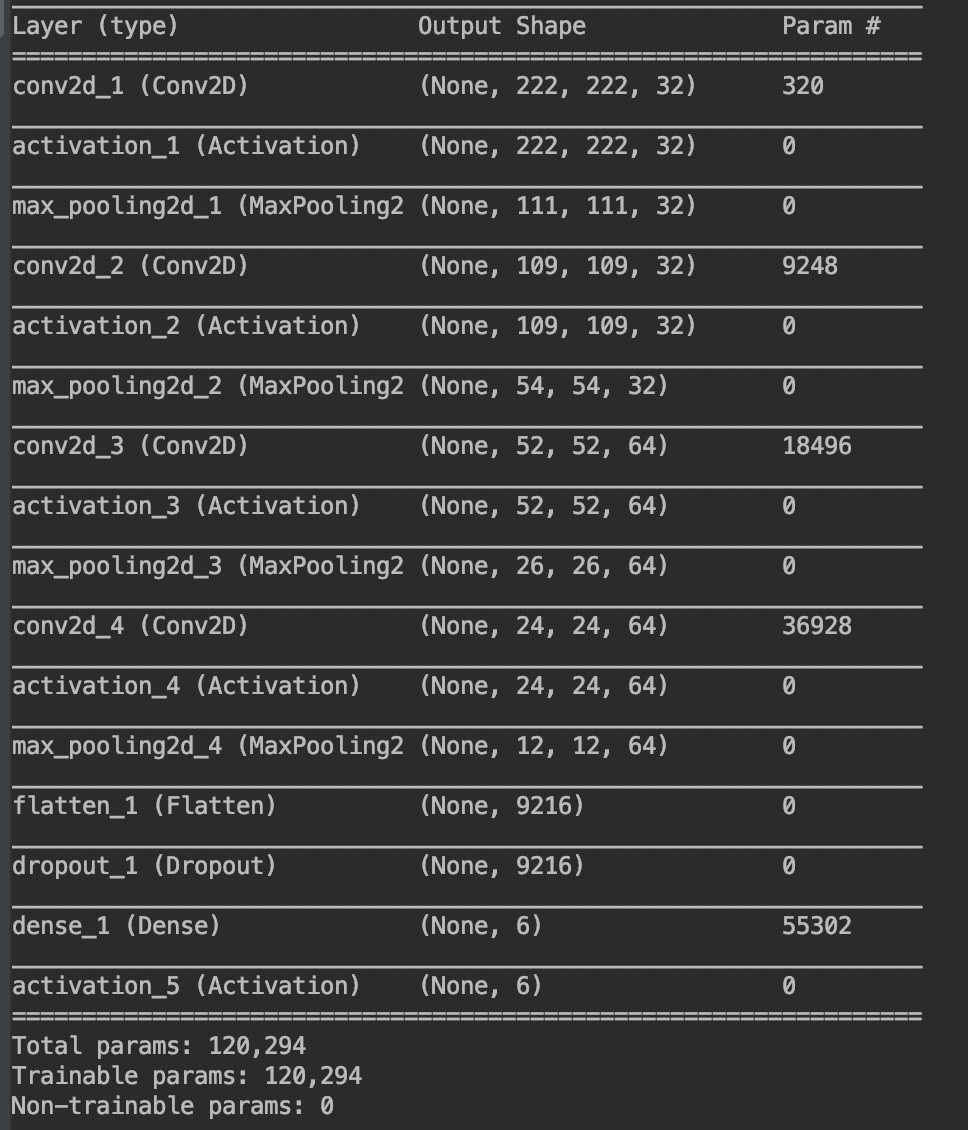 Layer (type)                 Output Shape              Param #
=================================================================
conv2d_1 (Conv2D)            (None, 222, 222, 32)      320
activation_1 (Activation)    (None, 222, 222, 32)      0
max_pooling2d_1 (MaxPooling2 (None, 111, 111, 32)      0
conv2d_2 (Conv2D)            (None, 109, 109, 32)      9248
activation_2 (Activation)    (None, 109, 109, 32)      0
max_pooling2d_2 (MaxPooling2 (None, 54, 54, 32)        0
conv2d_3 (Conv2D)            (None, 52, 52, 64)        18496
activation_3 (Activation)    (None, 52, 52, 64)        0
max_pooling2d_3 (MaxPooling2 (None, 26, 26, 64)        0
conv2d_4 (Conv2D)            (None, 24, 24, 64)        36928
activation_4 (Activation)    (None, 24, 24, 64)        0
max_pooling2d_4 (MaxPooling2 (None, 12, 12, 64)        0
flatten_1 (Flatten)          (None, 9216)              0
dropout_1 (Dropout)          (None, 9216)              0
dense_1 (Dense)              (None, 6)                 55302
activation_5 (Activation)    (None, 6)                 0
=================================================================
Total params: 120,294
Trainable params: 120,294
Non-trainable params: 0